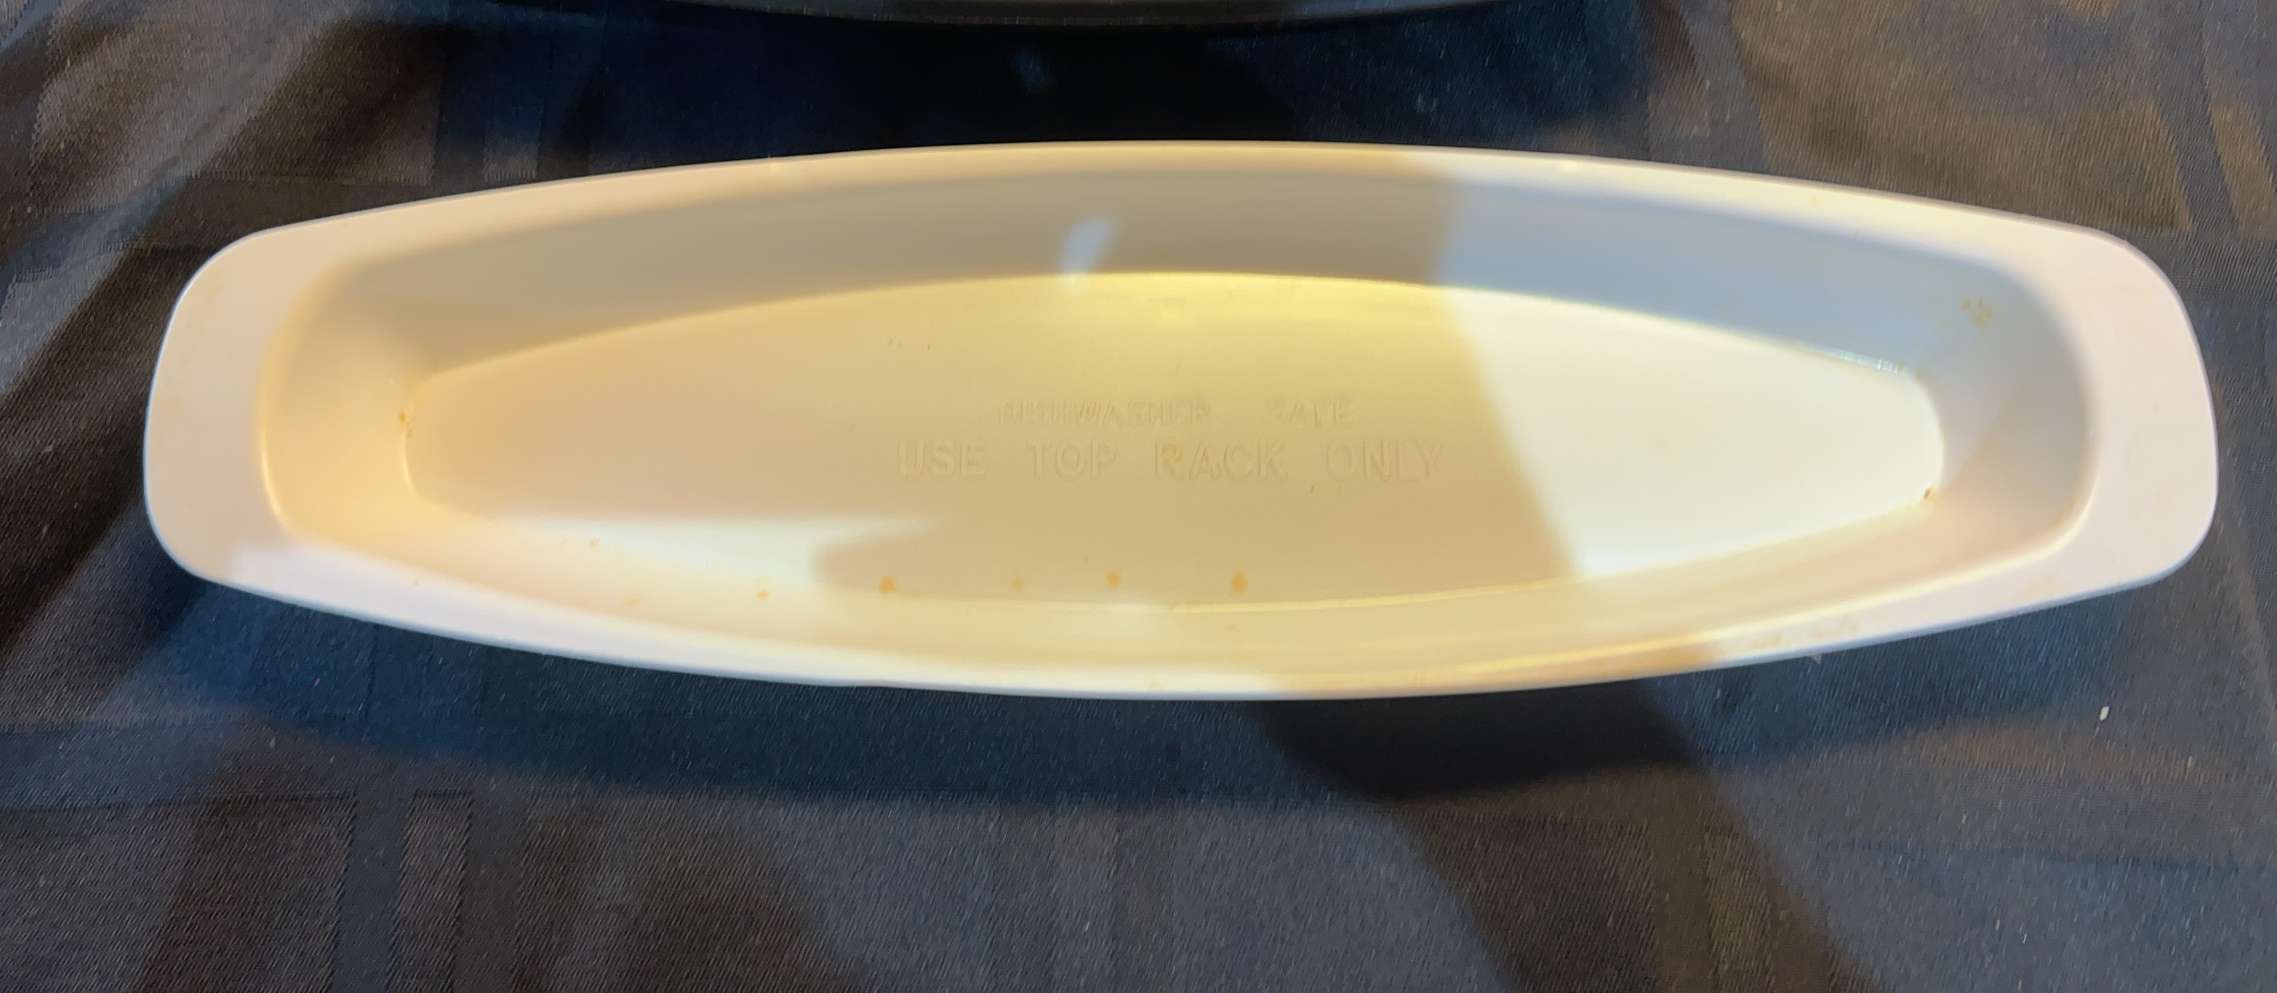 DISHWASHER SAFE
USE TOP RACK ONLY